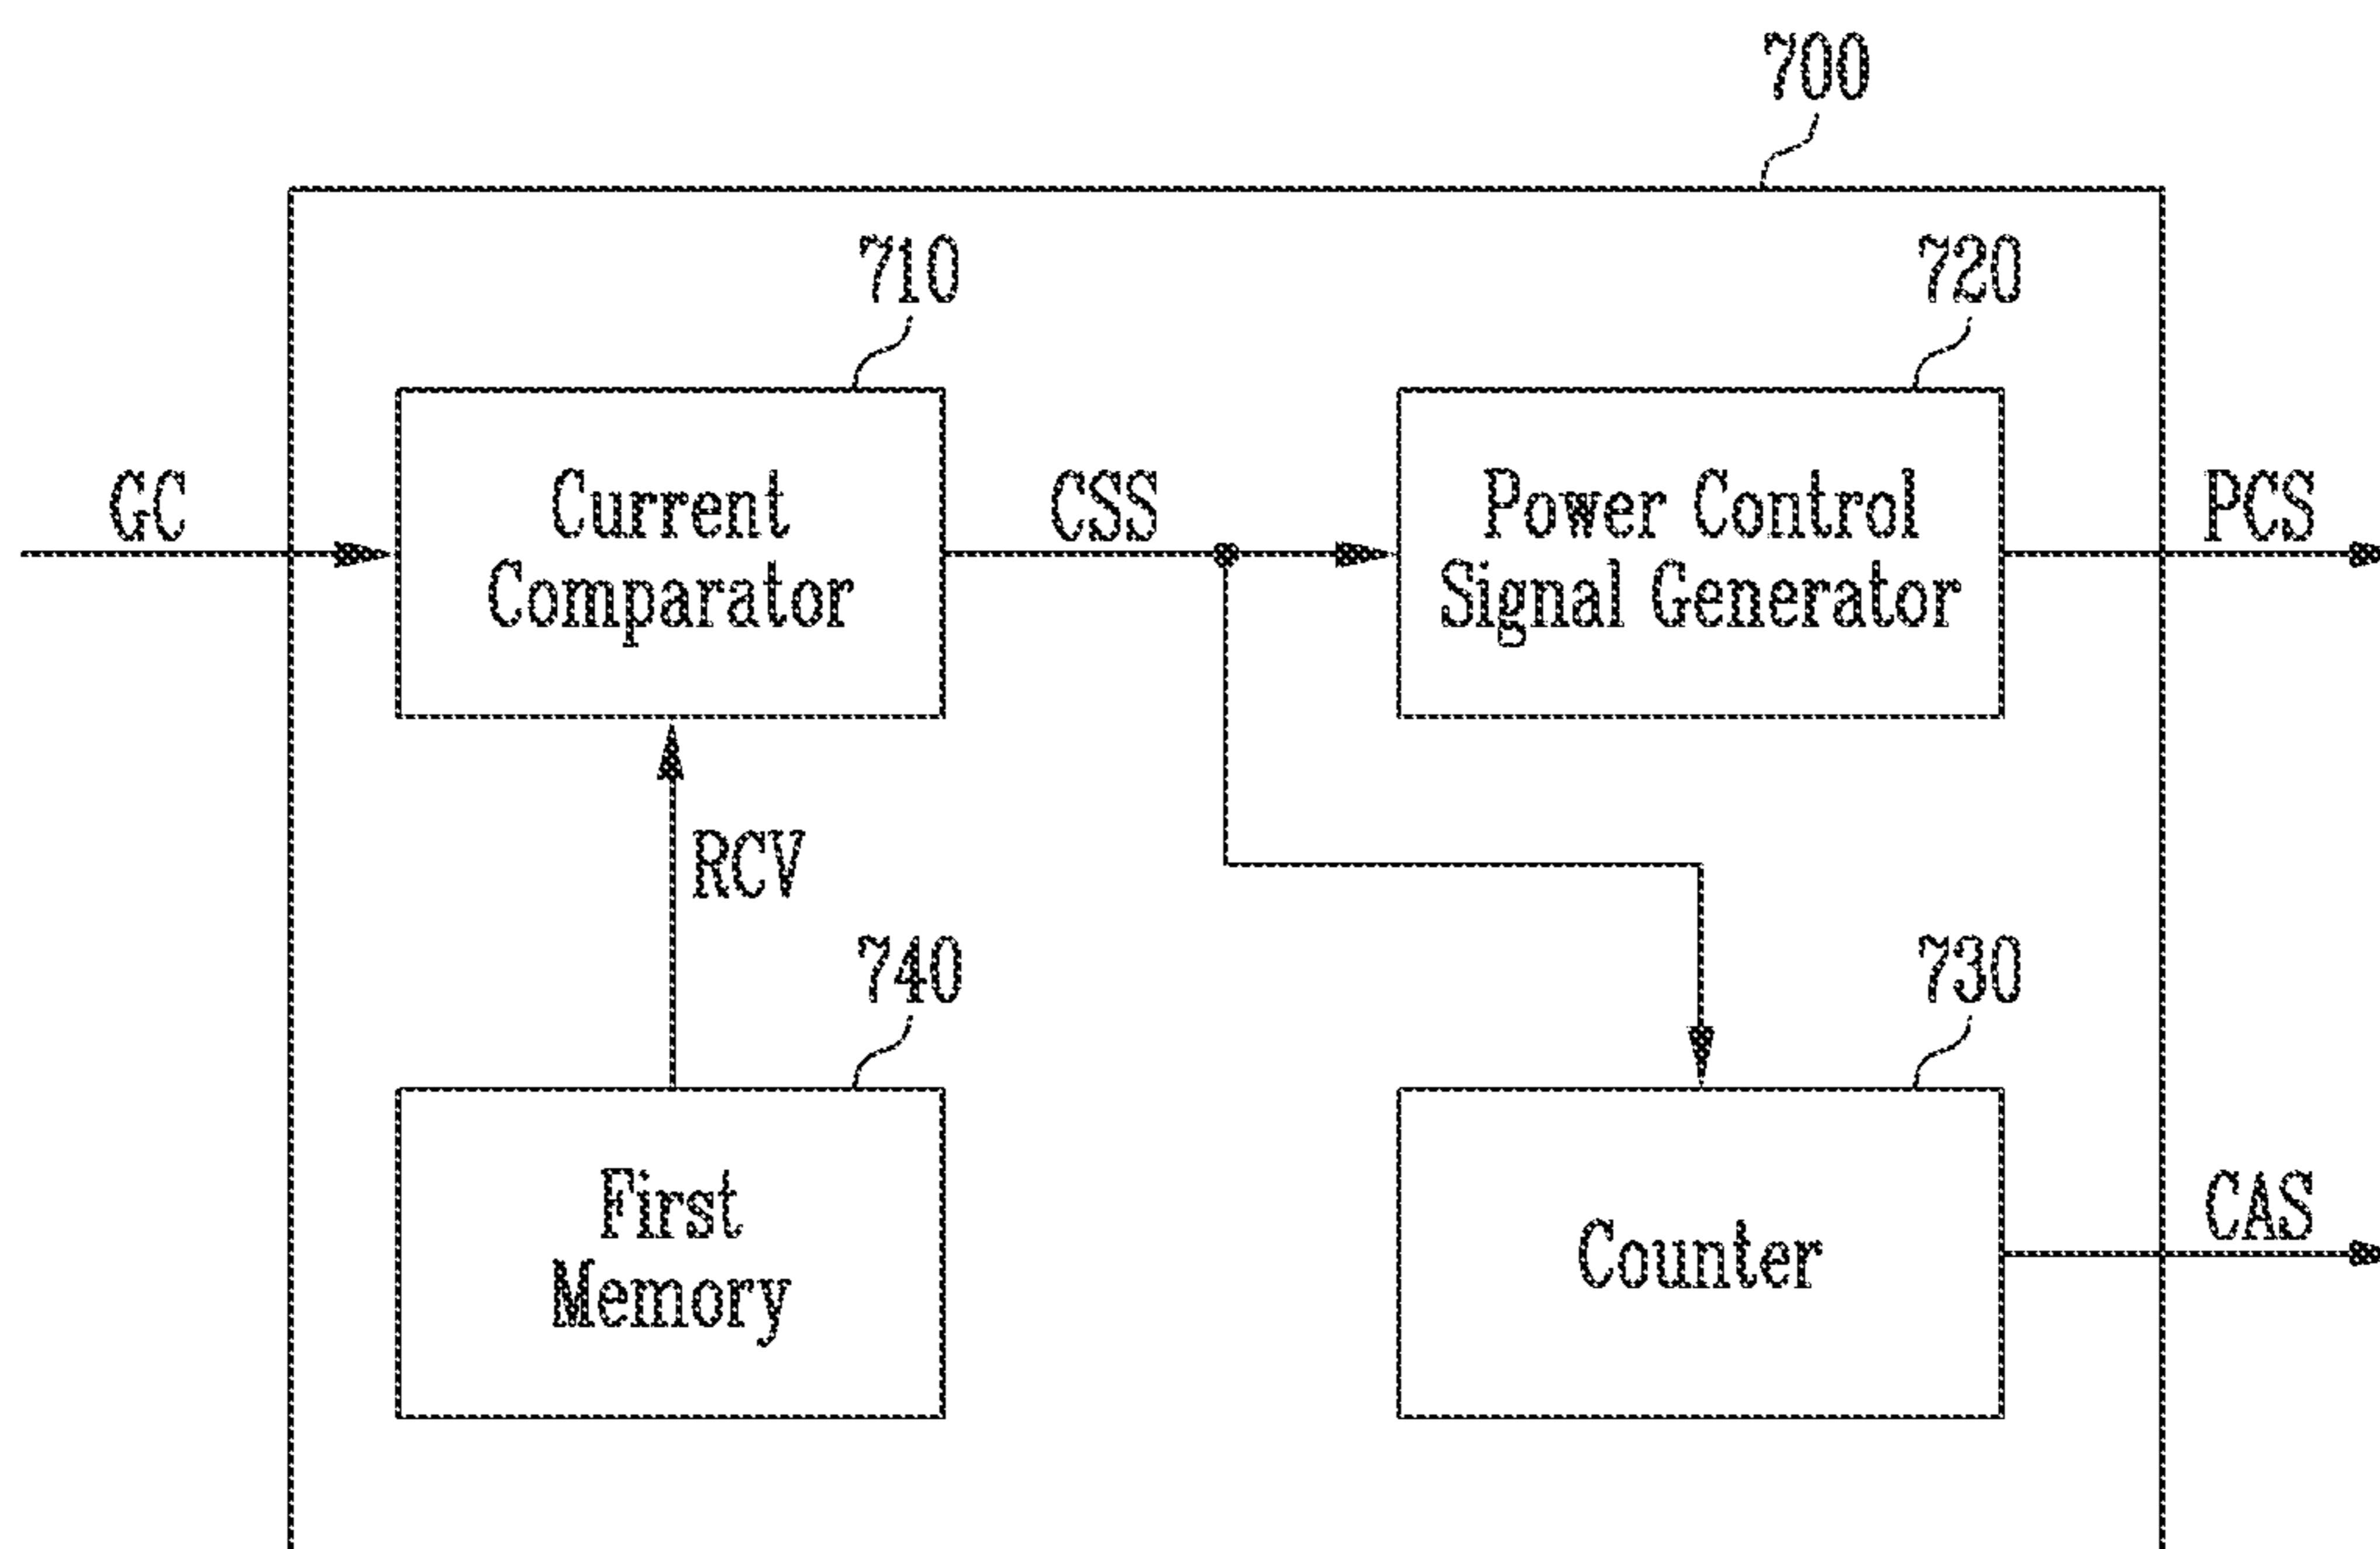 700
710
720
GC
Current
Comparator
CSS
Power Control
Signal Generator
PCS
RCV
740
730
First
Memory
Counter
CAS